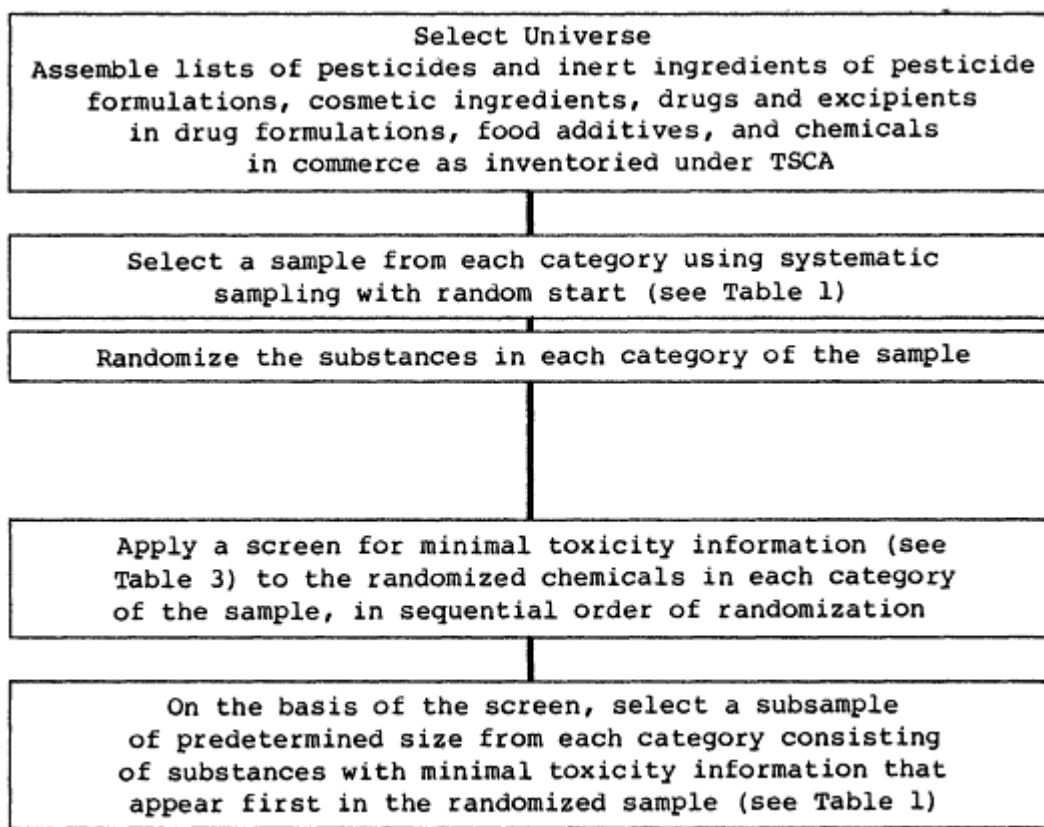 Select Universe
Assemble lists of pesticides and inert ingredients of pesticide
formulations, cosmetic ingredients, drugs and excipients
in drug formulations, food additives, and chemicals
in commerce as inventoried under TSCA
Select a sample from each category using systematic
sampling with random start (see Table 1)
Randomize the substances in each category of the sample
Apply a screen for minimal toxicity information (see
Table 3) to the randomized chemicals in each category
of the sample, in sequential order of randomization
On the basis of the screen, select a subsample
of predetermined size from each category consisting
of substances with minimal toxicity information that
appear first in the randomized sample (see Table 1)